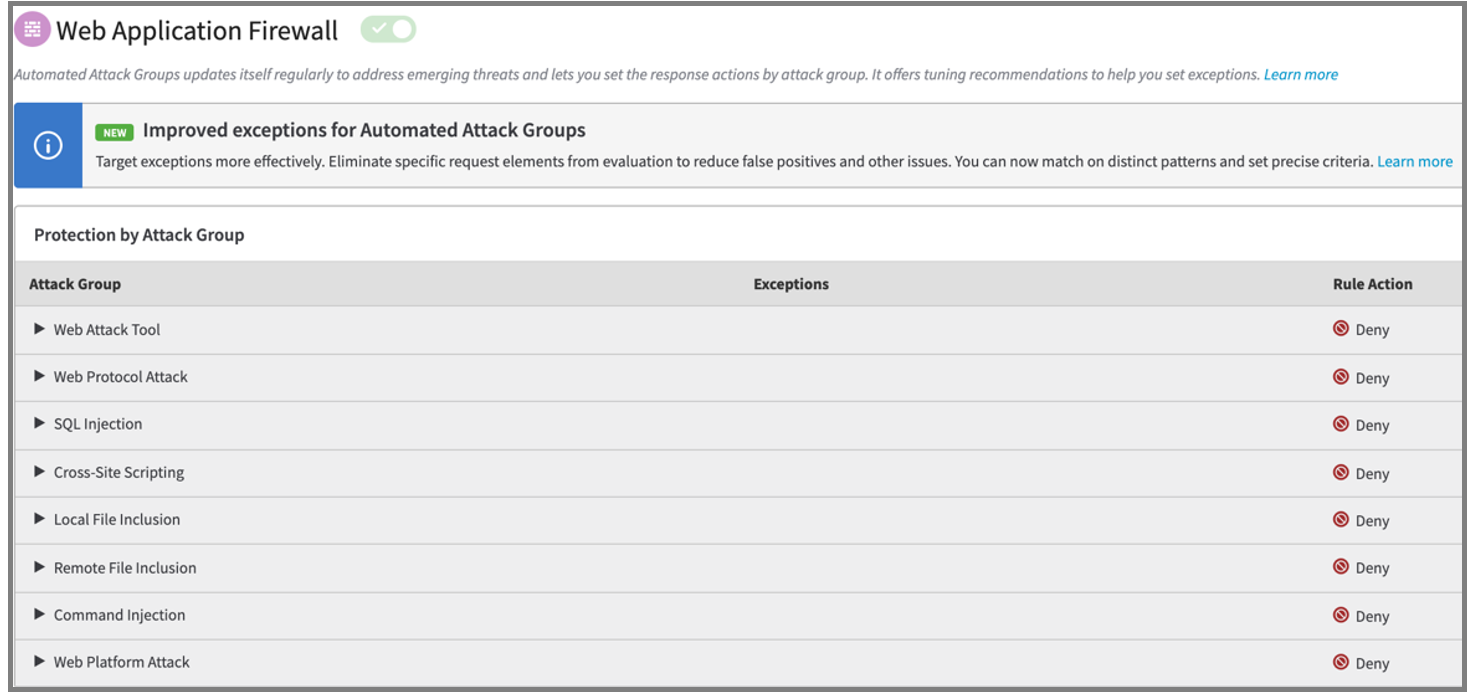 Web Application Firewall
Automated Attack Groups updates itself regularly to address emerging threats and lets you set the response actions by attack group. It offers tuning recommendations to help you set exceptions. Learn more
NEW Improved exceptions for Automated Attack Groups
Target exceptions more effectively. Eliminate specific request elements from evaluation to reduce false positives and other issues. You can now match on distinct patterns and set precise criteria. Learn more
Protection by Attack Group
Attack Group Exceptions Rule Action
Web Attack Tool Deny
Web Protocol Attack Deny
SQL Injection Deny
Cross-Site Scripting Deny
Local File Inclusion Deny
Remote File Inclusion Deny
Command Injection Deny
Web Platform Attack Deny